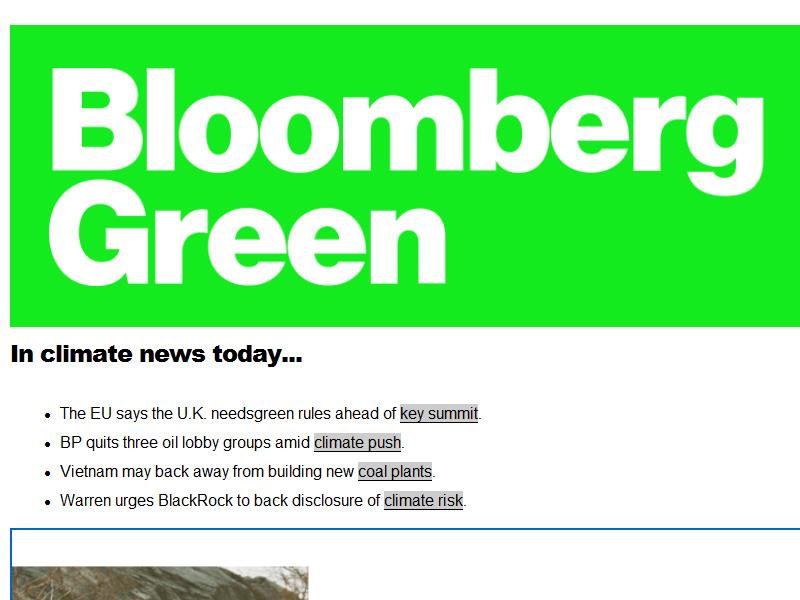 Bloomberg
Green
In climate news today...
The EU says the U.K. needsgreen rules ahead of key summit.
BP quits three oil lobby groups amid climate push.
Vietnam may back away from building new coal plants.
Warren urges BlackRock to back disclosure of climate risk.